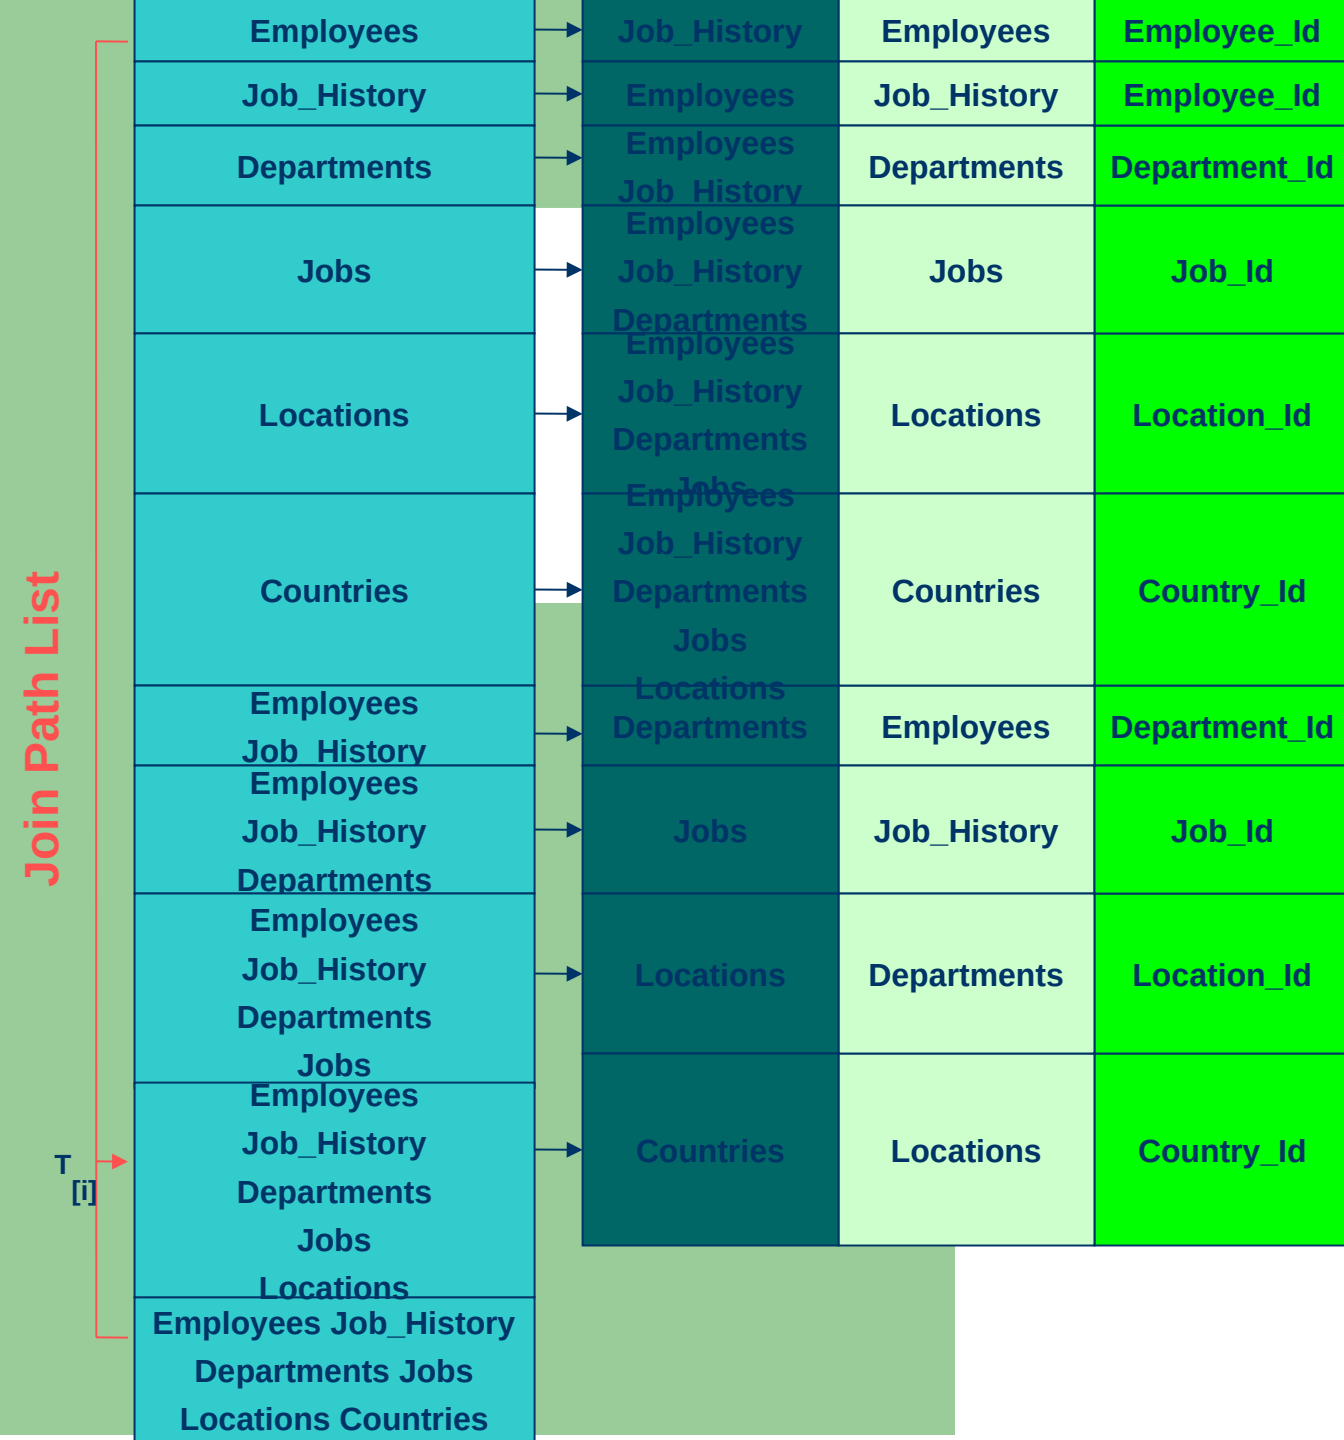 Employees
Job_History
Employees
Employee_Id
Job_History
Employees
Job_History
Employee_Id
Departments
Employees
Job_History
Departments
Department_Id
Jobs
Employees
Job_History
Departments
Jobs
Job_Id
Locations
Employees
Job_History
Departments
Jobs
Locations
Location_Id
Countries
Employees
Job_History
Departments
Jobs
Locations
Countries
Country_Id
Join Path List
Employees
Job_History
Departments
Employees
Department_Id
Employees
Job_History
Departments
Jobs
Job_History
Job_Id
Employees
Job_History
Departments
Jobs
Locations
Departments
Location_Id
T
[i]
Employees
Job_History
Departments
Jobs
Locations
Countries
Locations
Country_Id
Employees Job_History
Departments Jobs
Locations Countries